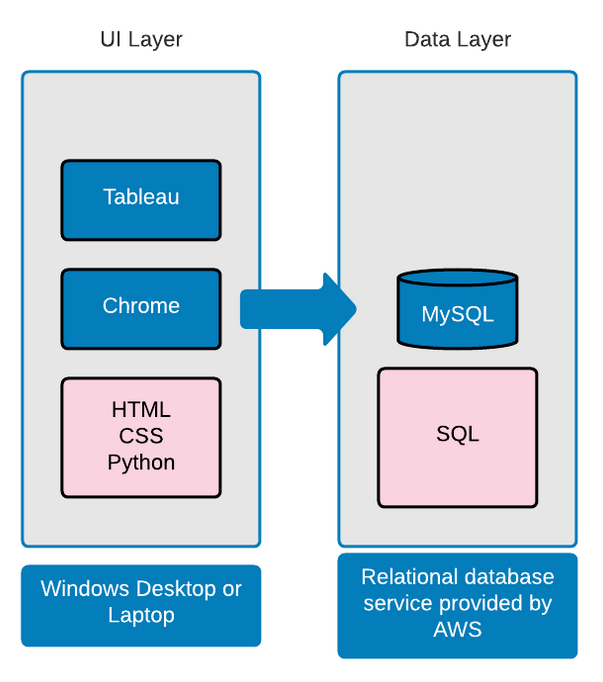 UI Layer
Data Layer
Tableau
Chrome
HTML
CSS
Python
MySQL
SQL
Windows Desktop or
Laptop
Relational database
service provided by
AWS